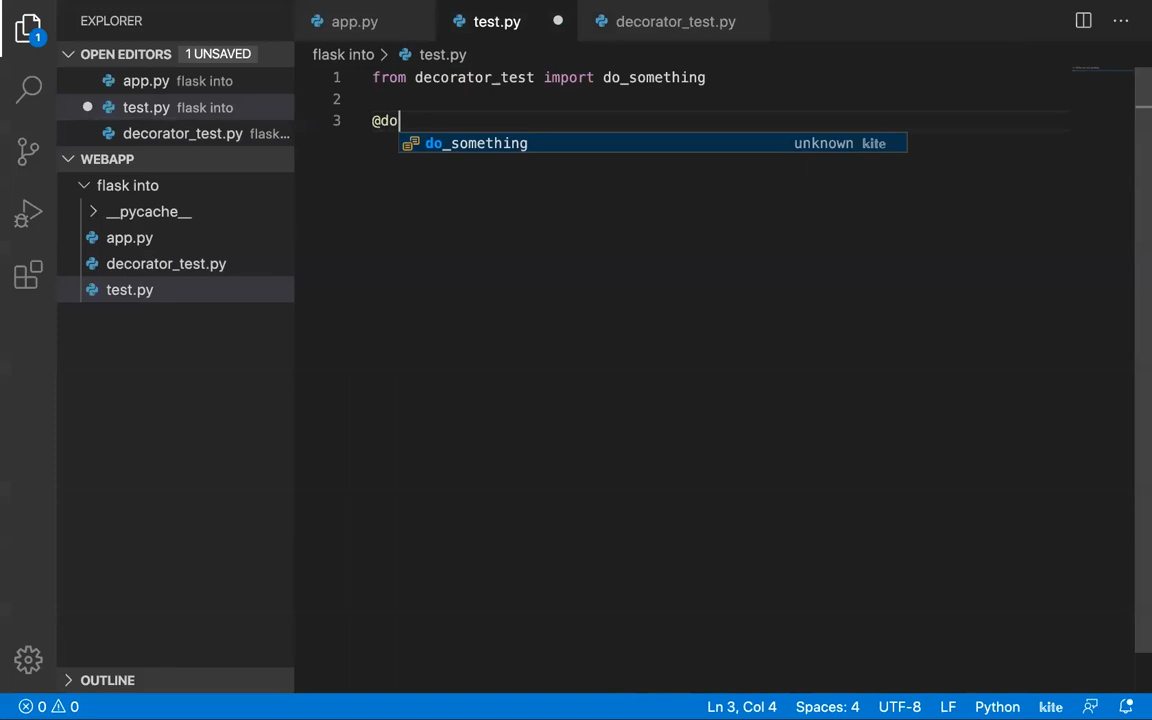 EXPLORER
app.py
test.py
decorator_test.py
OPEN EDITORS 1 UNSAVED
flask into > test.py
app.py flask into
1 from decorator_test import do_something
test.py flask into
2
decorator_test.py flask...
3 @do
WEBAPP
do_something unknown kite
flask into
__pycache__
app.py
decorator_test.py
test.py
OUTLINE
1
0 0
Ln 3, Col 4
Spaces: 4
UTF-8
LF
Python
kite